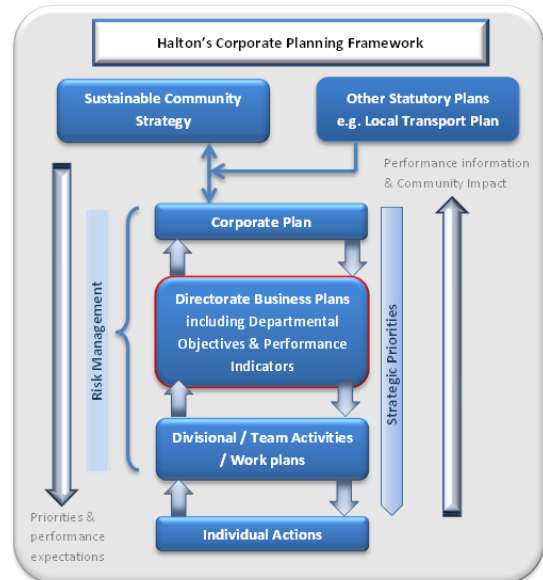 Halton's Corporate Planning Framework
Sustainable Community
Strategy
Other Statutory Plans
e.g. Local Transport Plan
Performance information
& Community Impact
Corporate Plan
Directorate Business Plans
including Departmental
Objectives & Performance
Indicators
Risk Management
Strategic Priorities
Divisional / Team Activities
/ Work plans
Priorities &
performance
expectations
Individual Actions